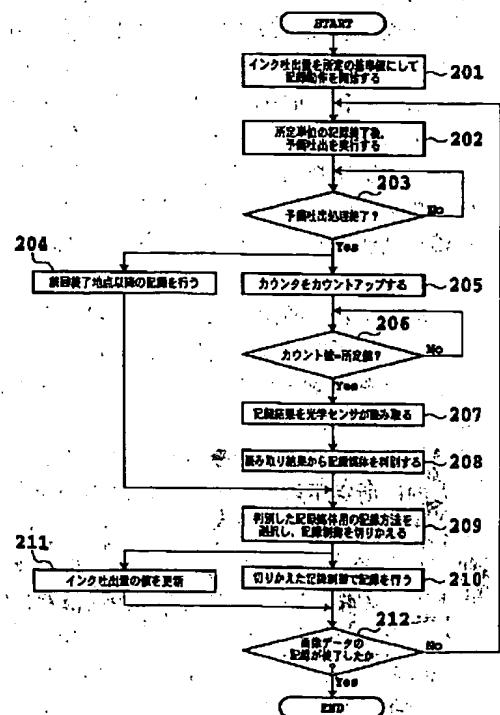 START
インク吐出量を所定の基準値にして
記録動作を開始する
201
所定単位の記録終了後、
予備吐出を実行する
202
203
予備吐出処理終了?
No
Yes
204
前回終了地点以降の記録を行う
カウンタをカウントアップする
205
206
カウント値=所定値?
No
Yes
記録結果を光学センサが読み取る
207
読み取り結果から記録媒体を判別する
208
判別した記録媒体用の記録方法を
選択し、記録制御を切りかえる
209
211
インク吐出量の値を更新
切りかえた記録制御で記録を行う
210
212
画像データの
記録が終了したか
No
Yes
END